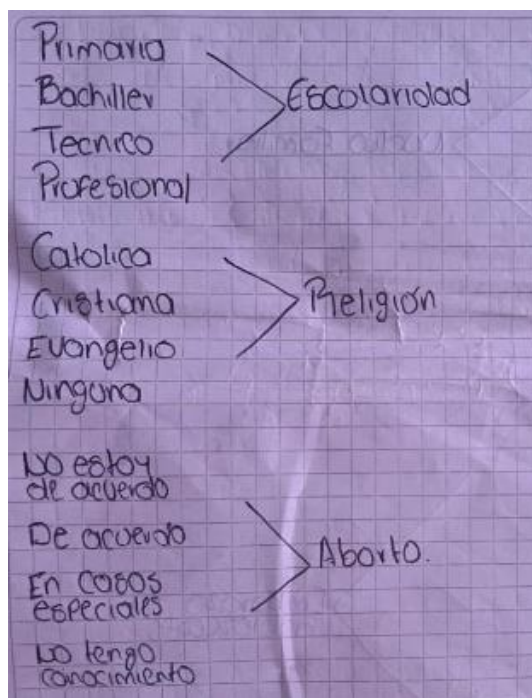 Primaria
Bachiller
Escolaridad
Tecnico
Profesional
Catolica
Cristiana
Religión
Evangelio
Ninguna
No estoy
de acuerdo
De acuerdo
Aborto.
En casos
especiales
No tengo
conocimiento